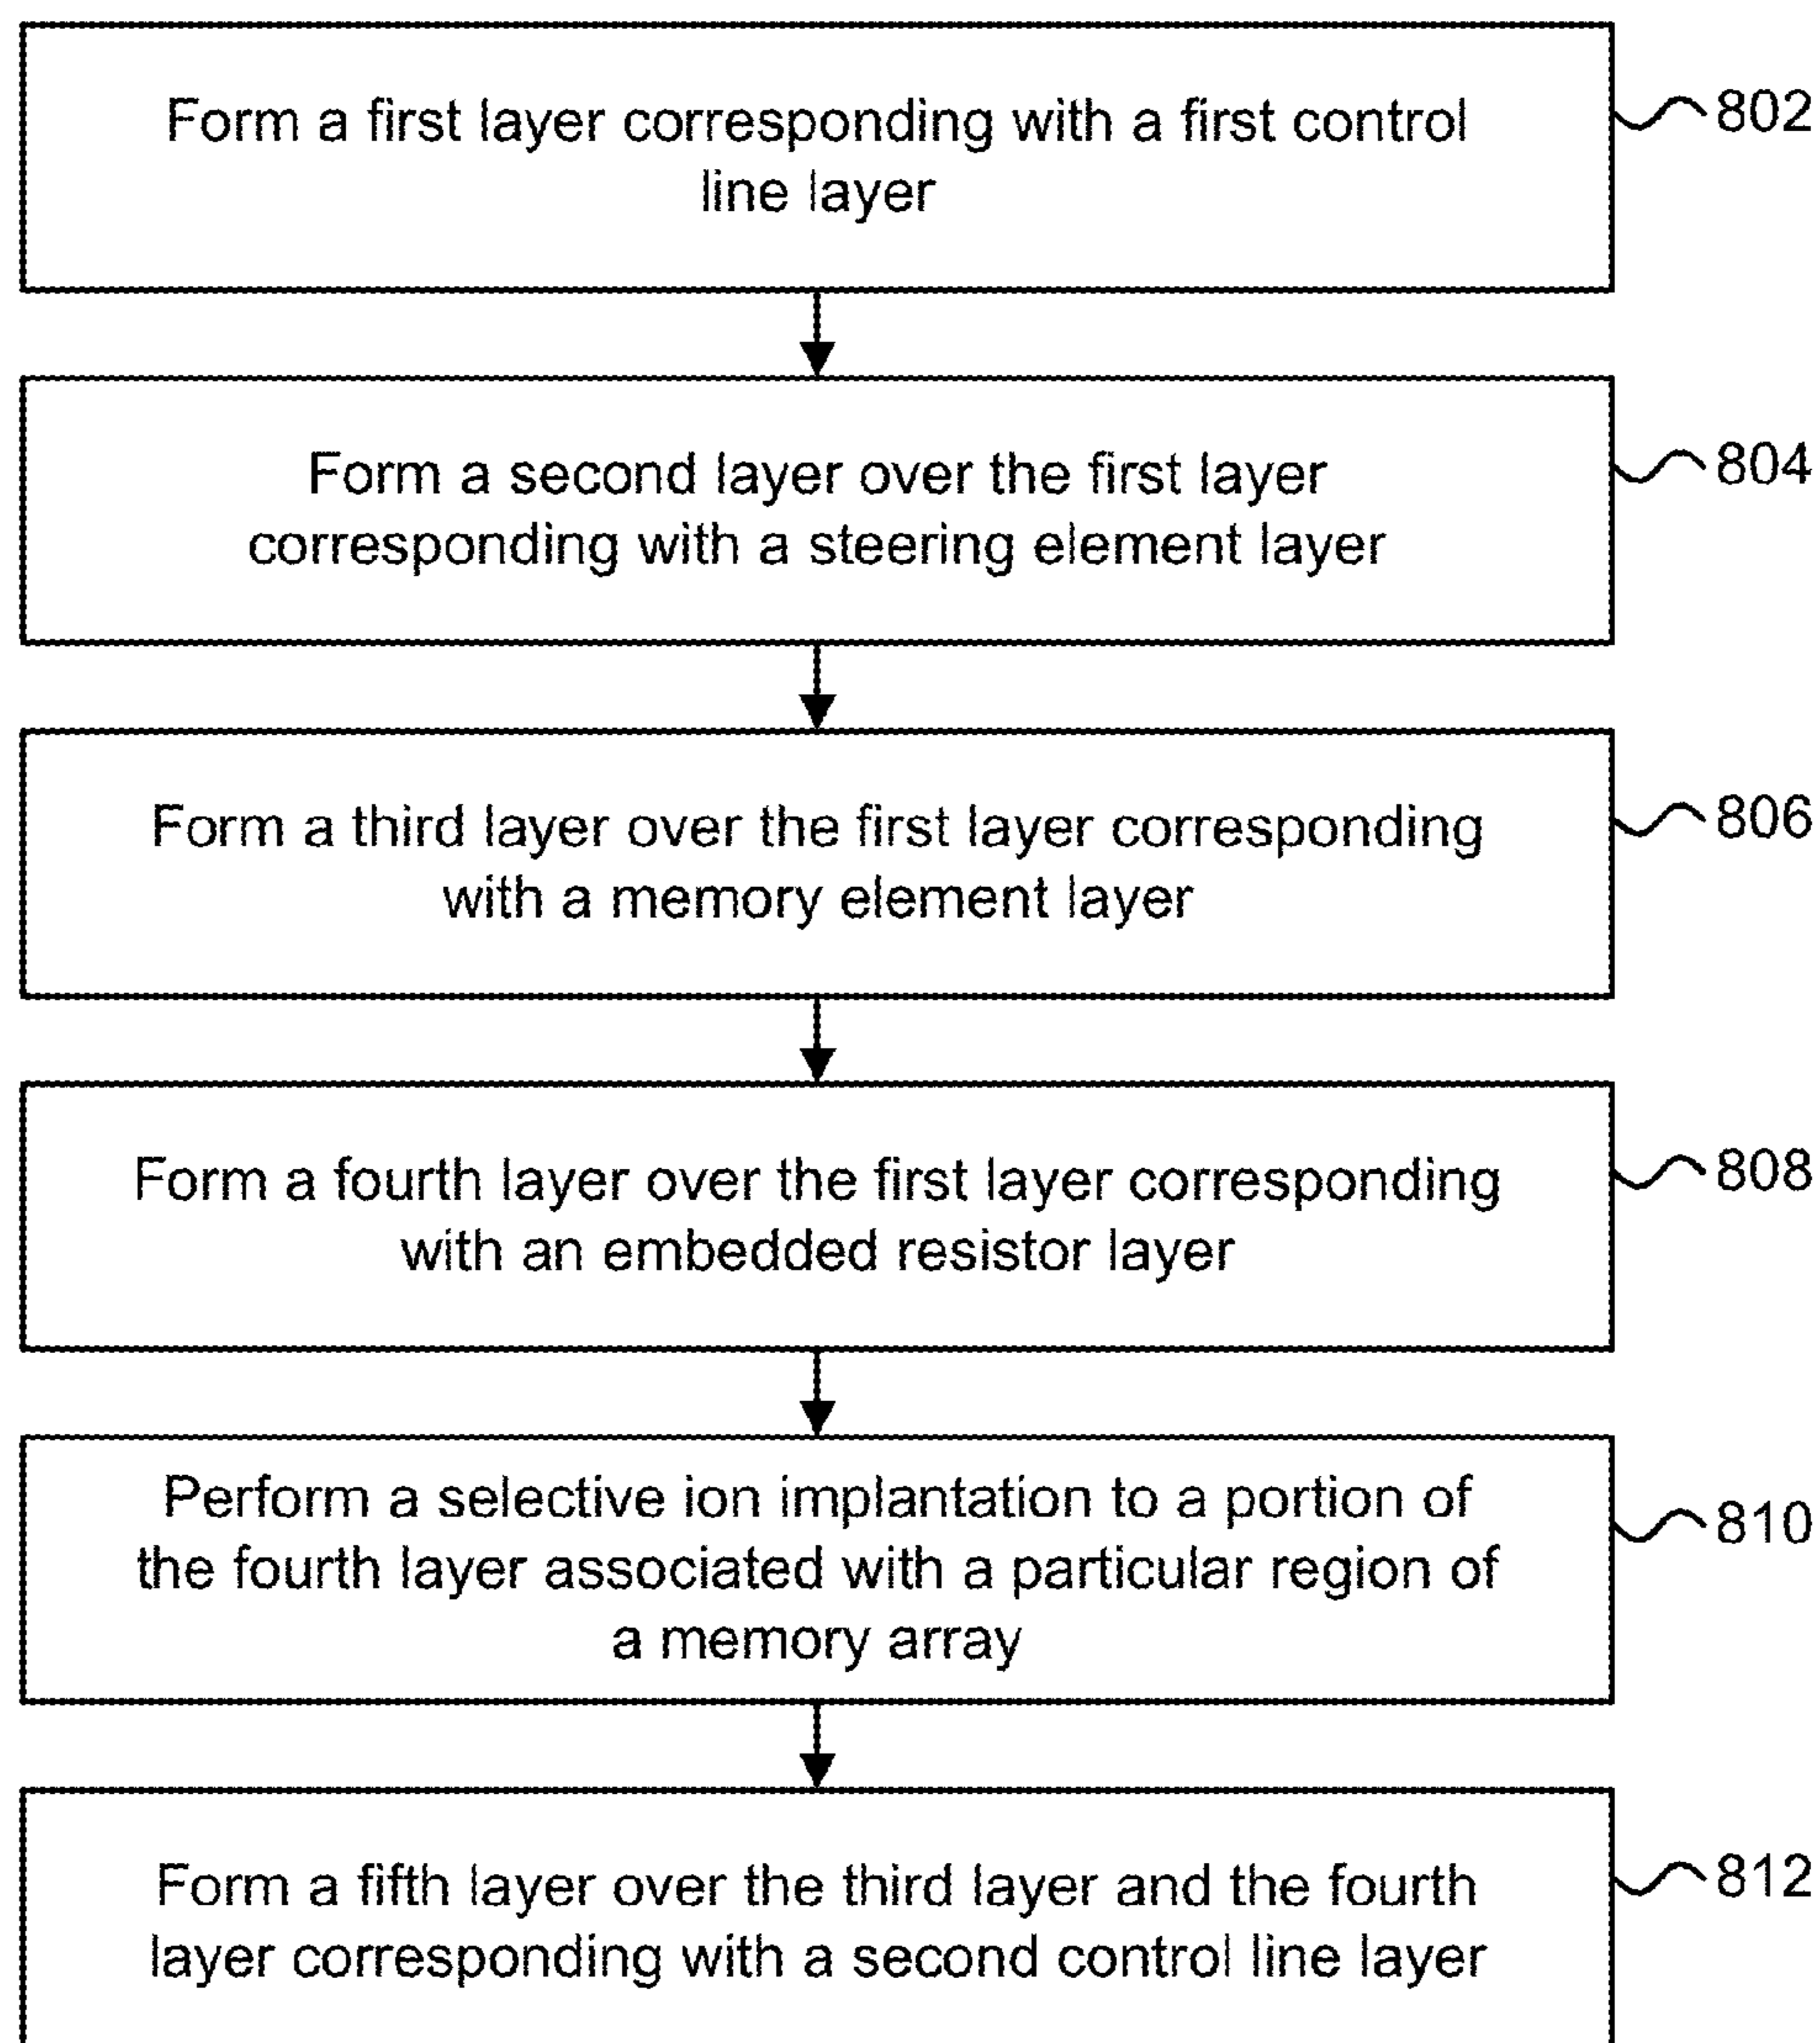 Form a first layer corresponding with a first control
line layer
802
Form a second layer over the first layer
corresponding with a steering element layer
804
Form a third layer over the first layer corresponding
with a memory element layer
806
Form a fourth layer over the first layer corresponding
with an embedded resistor layer
808
Perform a selective ion implantation to a portion of
the fourth layer associated with a particular region of
a memory array
810
Form a fifth layer over the third layer and the fourth
layer corresponding with a second control line layer
812